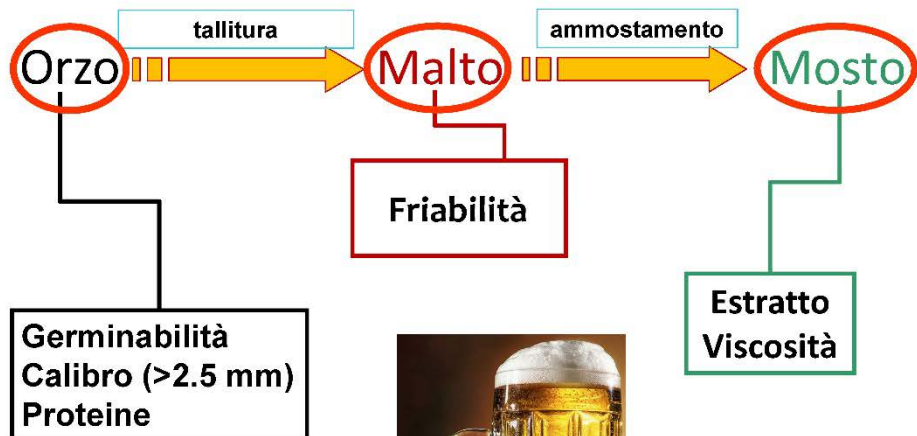 tallitura
ammostamento
Orzo
Malto
Mosto
Friabilità
Estratto
Viscosità
Germinabilità
Calibro (>2.5 mm)
Proteine